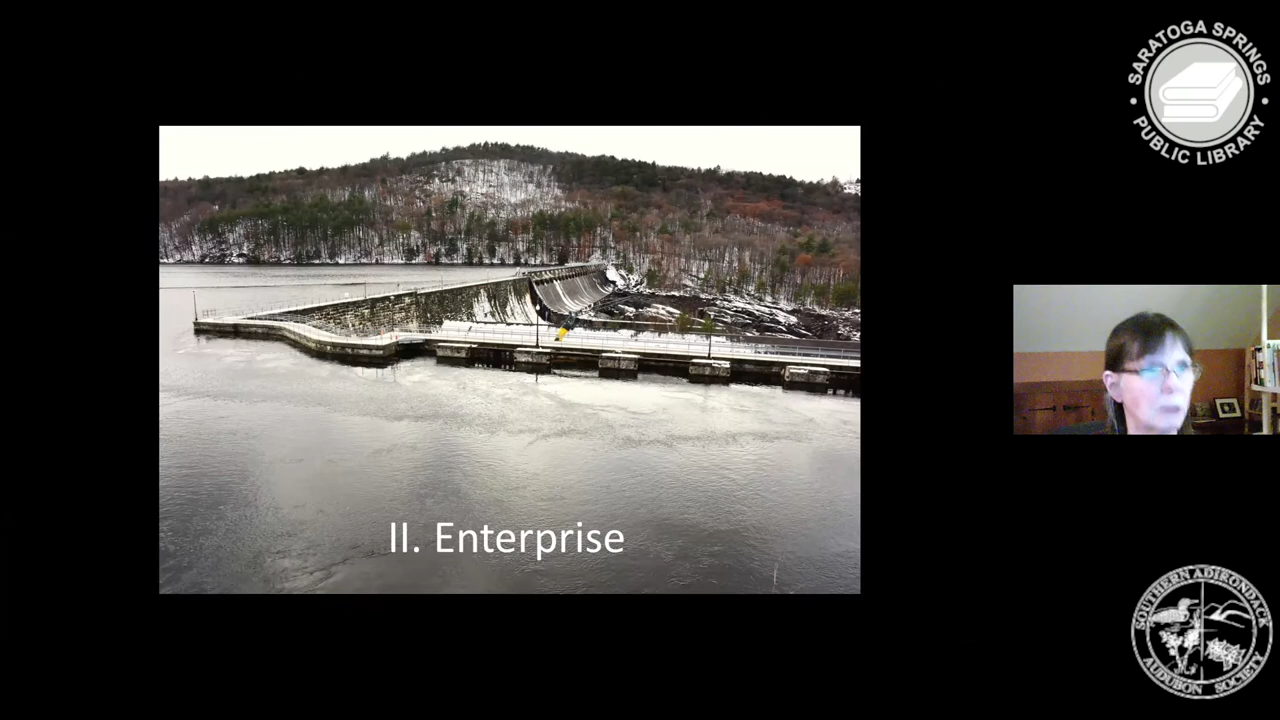 SARATOGA SPRINGS
PUBLIC LIBRARY
II. Enterprise
SOUTHERN ADIRONDACK
AUDUBON SOCIETY